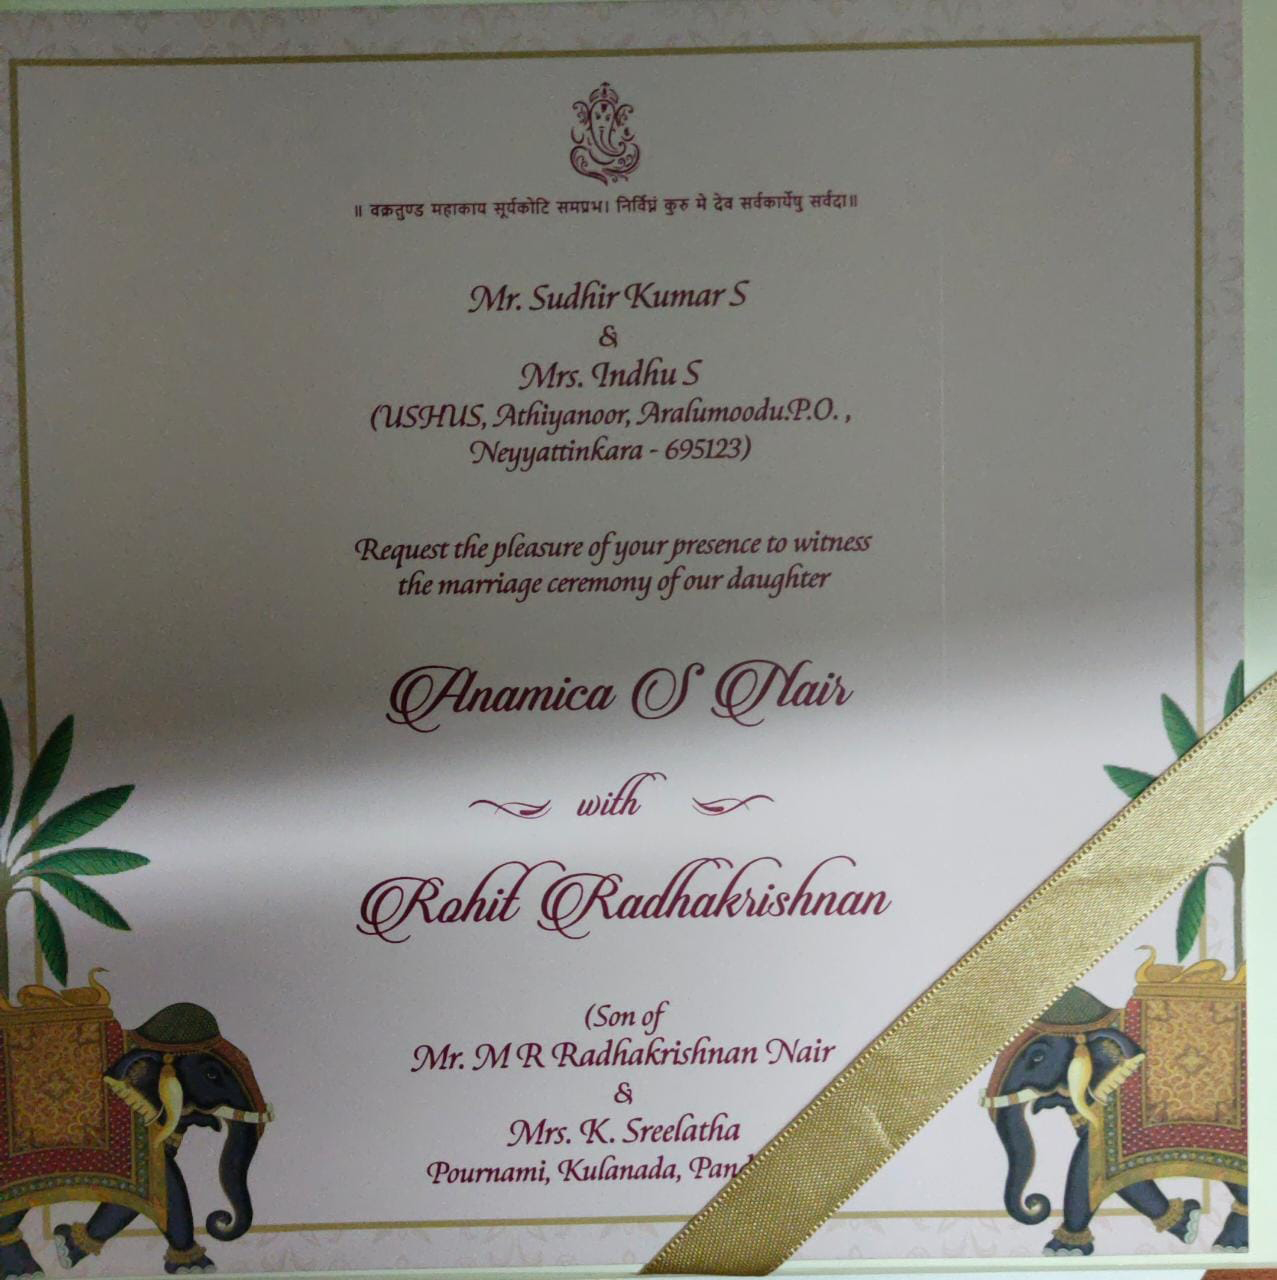 ॥ वक्रतुण्ड महाकाय सूर्यकोटि समप्रभ। निर्विघ्नं कुरु मे देव सर्वकार्येषु सर्वदा॥
Mr. Sudhir Kumar S
&
Mrs. Indhu S
(USHUS, Athiyanoor, Aralumoodu.P.O. ,
Neyyattinkara - 695123)
Request the pleasure of your presence to witness
the marriage ceremony of our daughter
Anamica S Nair
with
Rohit Radhakrishnan
(Son of
Mr. M R Radhakrishnan Nair
&
Mrs. K. Sreelatha
Pournami, Kulanada,